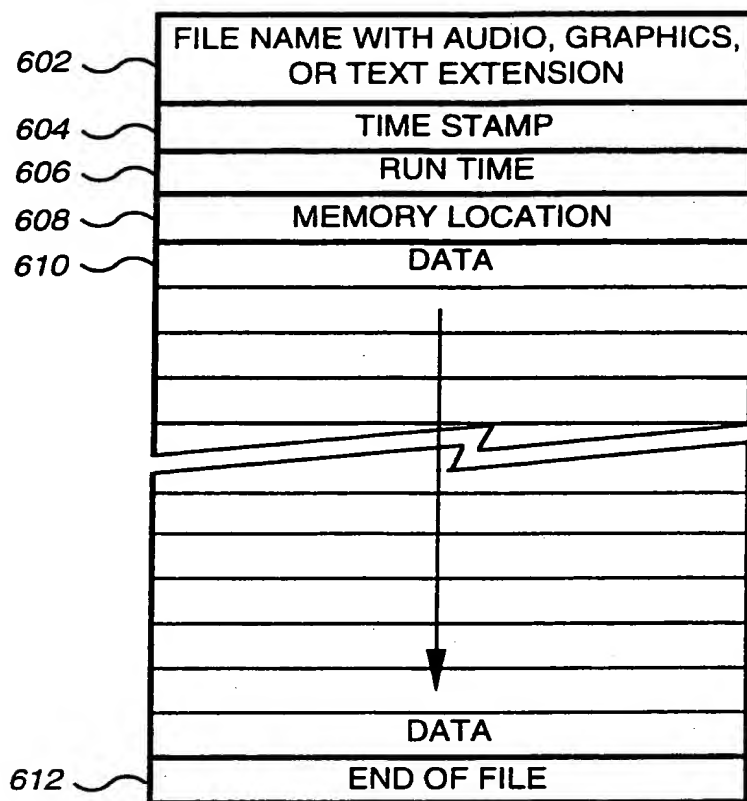 602 FILE NAME WITH AUDIO, GRAPHICS,
OR TEXT EXTENSION
604 TIME STAMP
606 RUN TIME
608 MEMORY LOCATION
610 DATA
DATA
612 END OF FILE